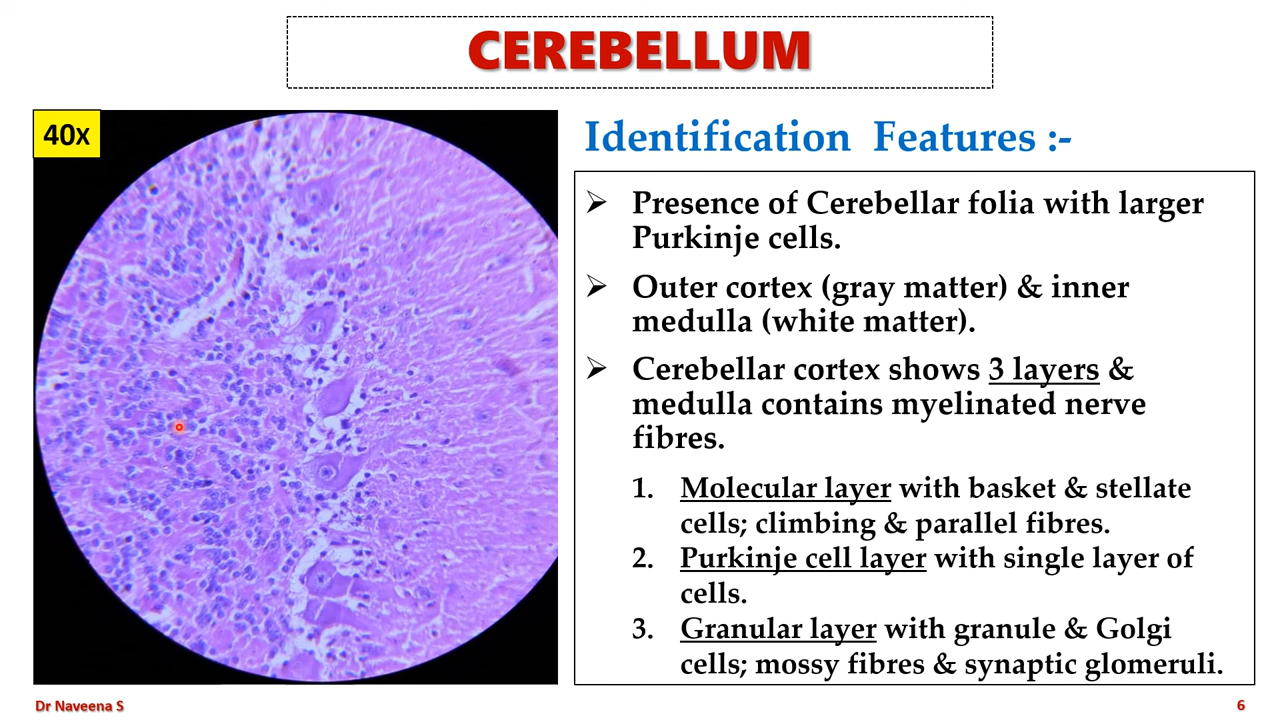 CEREBELLUM
40x
Identification Features :-
➢ Presence of Cerebellar folia with larger
Purkinje cells.
➢ Outer cortex (gray matter) & inner
medulla (white matter).
➢ Cerebellar cortex shows 3 layers &
medulla contains myelinated nerve
fibres.
1. Molecular layer with basket & stellate
cells; climbing & parallel fibres.
2. Purkinje cell layer with single layer of
cells.
3. Granular layer with granule & Golgi
cells; mossy fibres & synaptic glomeruli.
Dr Naveena S
6